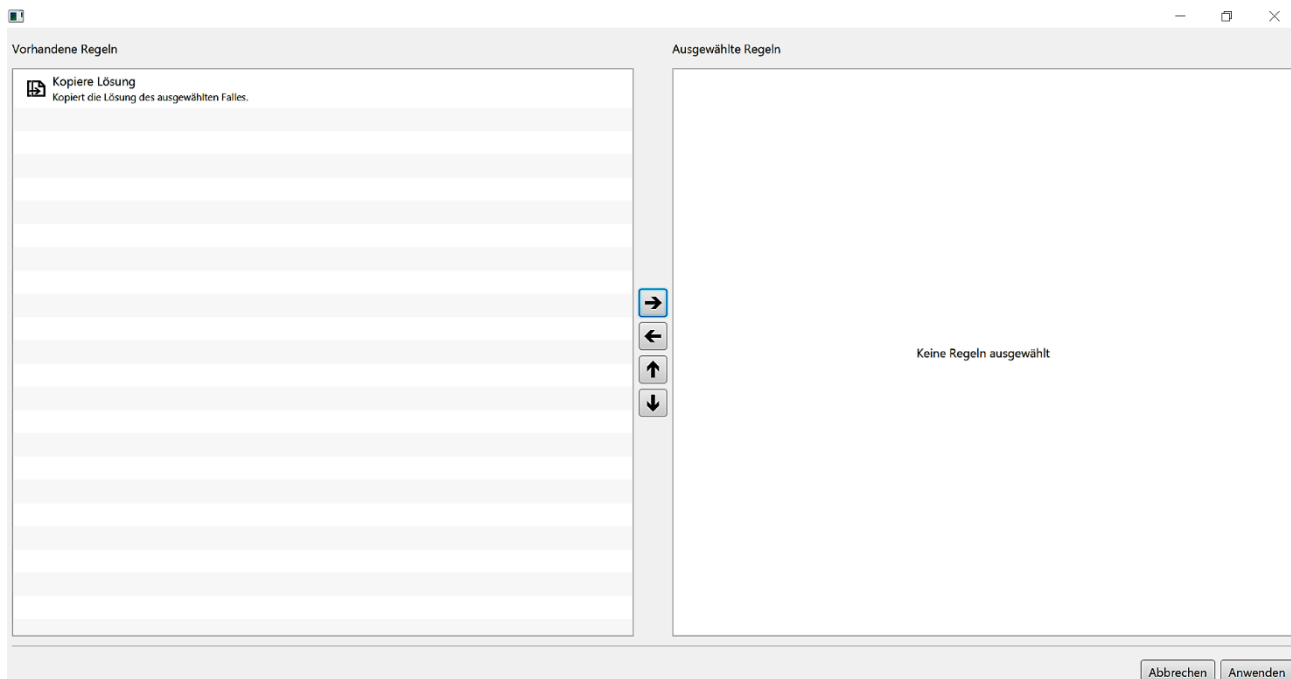 Vorhandene Regeln
Ausgewählte Regeln
Kopiere Lösung
Kopiert die Lösung des ausgewählten Falles.
Keine Regeln ausgewählt
Abbrechen
Anwenden